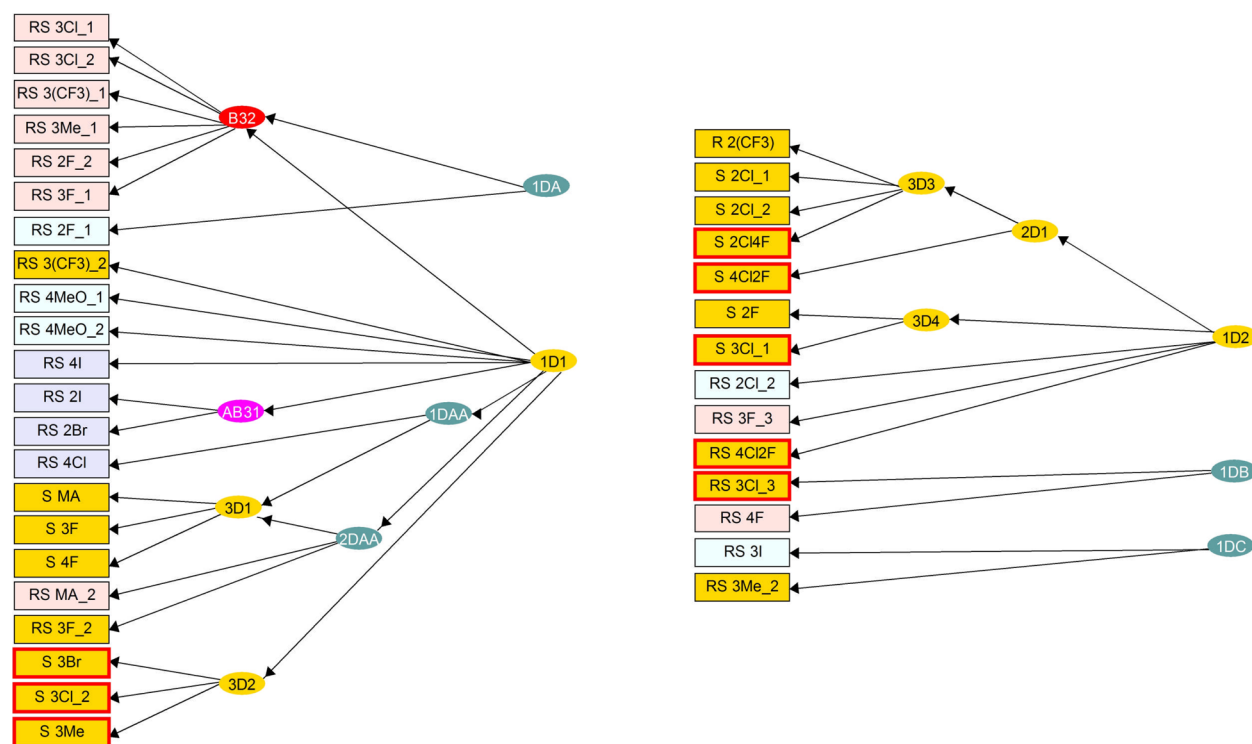 RS 3Cl_1
RS 3Cl_2
RS 3(CF3)_1
RS 3Me_1
RS 2F_2
RS 3F_1
RS 2F_1
RS 3(CF3)_2
RS 4MeO_1
RS 4MeO_2
RS 4I
RS 2I
RS 2Br
RS 4Cl
S MA
S 3F
S 4F
RS MA_2
RS 3F_2
S 3Br
S 3Cl_2
S 3Me
B32
1DA
1D1
AB31
1DAA
3D1
2DAA
3D2
R 2(CF3)
S 2Cl_1
S 2Cl_2
S 2Cl4F
S 4Cl2F
S 2F
S 3Cl_1
RS 2Cl_2
RS 3F_3
RS 4Cl2F
RS 3Cl_3
RS 4F
RS 3I
RS 3Me_2
3D3
2D1
3D4
1D2
1DB
1DC